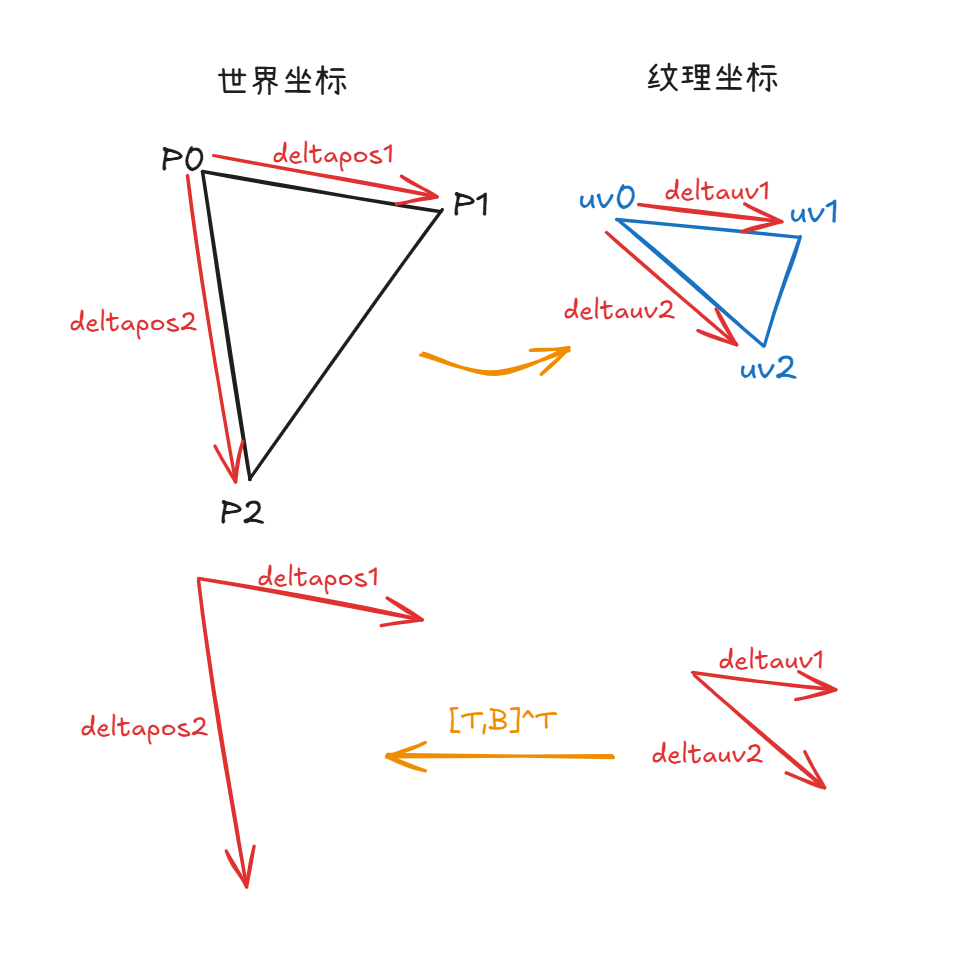 世界坐标
纹理坐标
P0
deltapos1
P1
deltapos2
P2
uv0
deltauv1
uv1
deltauv2
uv2
deltapos1
deltapos2
[T,B]^T
deltauv1
deltauv2